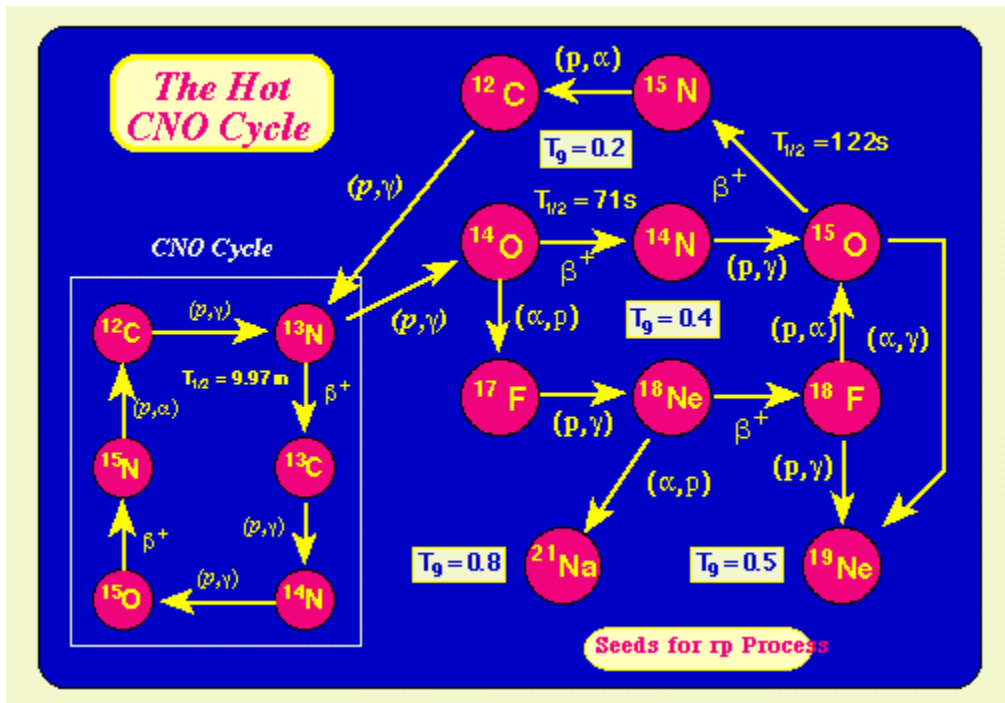 The Hot
CNO Cycle
¹²C
(p,α)
¹⁵N
T₉ = 0.2
T₁/₂ = 122s
(p,γ)
β⁺
T₁/₂ = 71s
¹⁴O
β⁺
¹⁴N
(p,γ)
¹⁵O
(p,γ)
(α,p)
T₉ = 0.4
(p,α)
(α,γ)
¹⁷F
(p,γ)
¹⁸Ne
β⁺
¹⁸F
(α,p)
(p,γ)
T₉ = 0.8
²¹Na
T₉ = 0.5
¹⁹Ne
Seeds for rp Process
CNO Cycle
¹²C
(p,γ)
¹³N
T₁/₂ = 9.97m
β⁺
(p,α)
¹⁵N
¹³C
β⁺
(p,γ)
¹⁵O
(p,γ)
¹⁴N